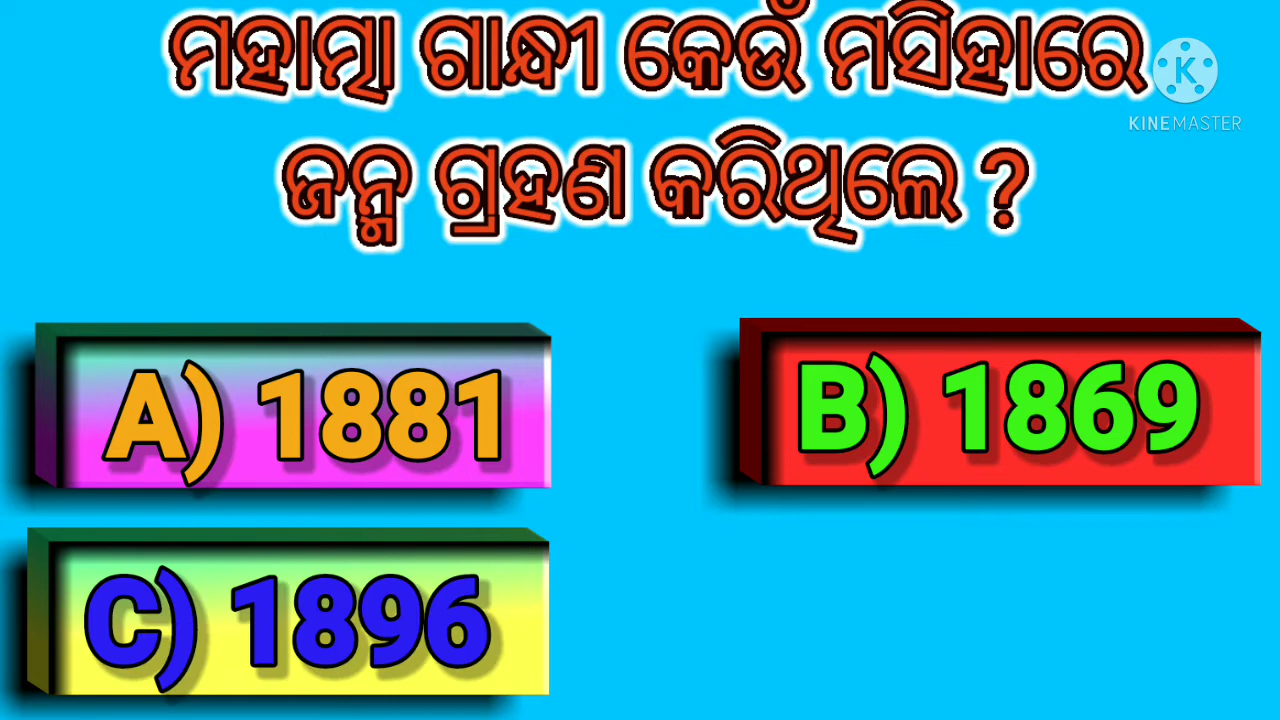 ମହାତ୍ମା ଗାନ୍ଧୀ କେଉଁ ମସିହାରେ
KINEMASTER
ଜନ୍ମ ଗ୍ରହଣ କରିଥିଲେ ?
A) 1881
B) 1869
C) 1896